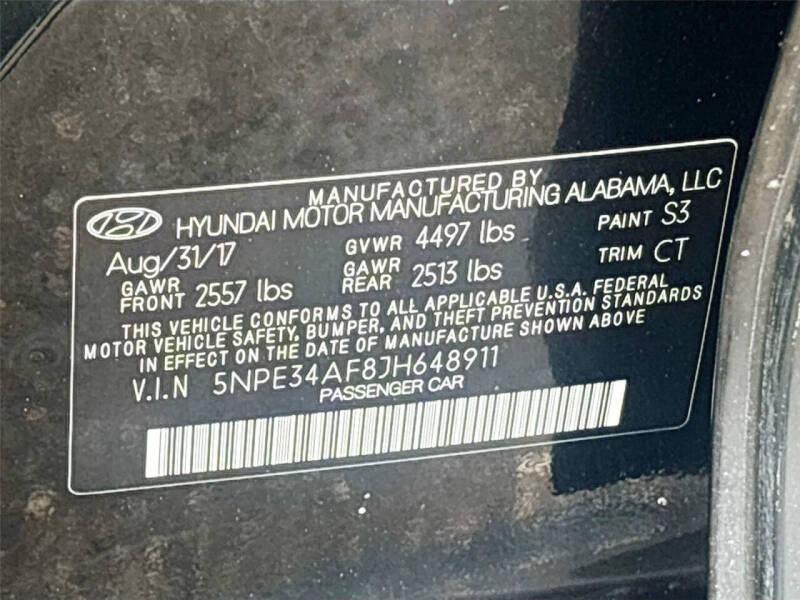 MANUFACTURED BY
HYUNDAI MOTOR MANUFACTURING ALABAMA, LLC
Aug/31/17 GVWR 4497 lbs PAINT S3
GAWR FRONT 2557 lbs GAWR REAR 2513 lbs TRIM CT
THIS VEHICLE CONFORMS TO ALL APPLICABLE U.S.A. FEDERAL
MOTOR VEHICLE SAFETY, BUMPER, AND THEFT PREVENTION STANDARDS
IN EFFECT ON THE DATE OF MANUFACTURE SHOWN ABOVE
V.I.N 5NPE34AF8JH648911
PASSENGER CAR